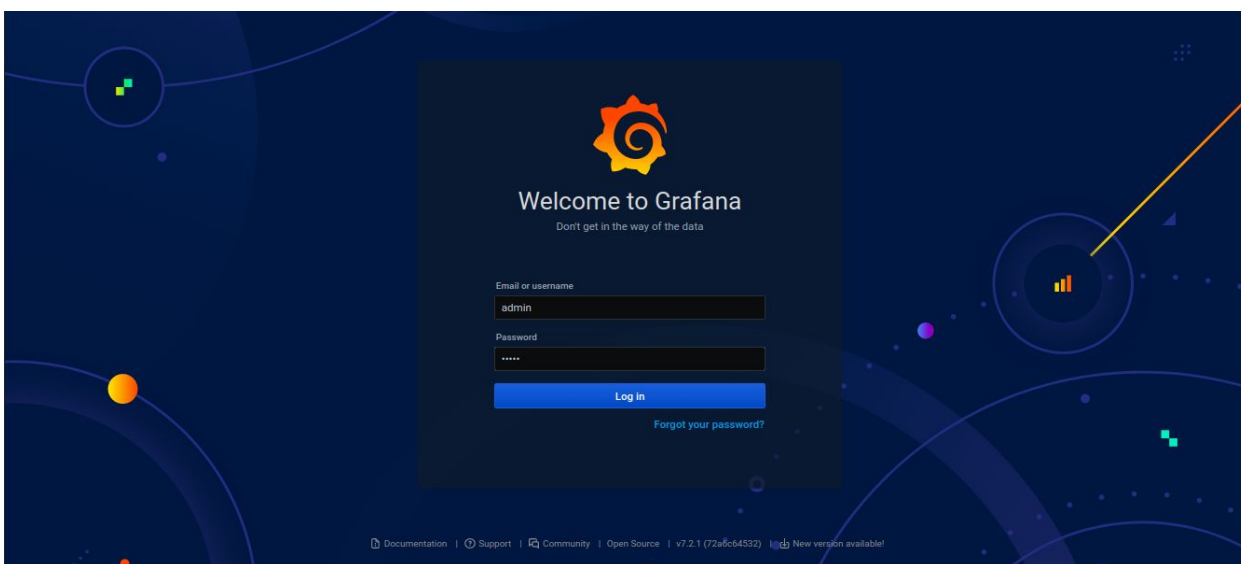 Welcome to Grafana
Don't get in the way of the data
Email or username
admin
Password
•••••
Log in
Forgot your password?
Documentation | Support | Community | Open Source | v7.2.1 (72a6c64532) | New version available!